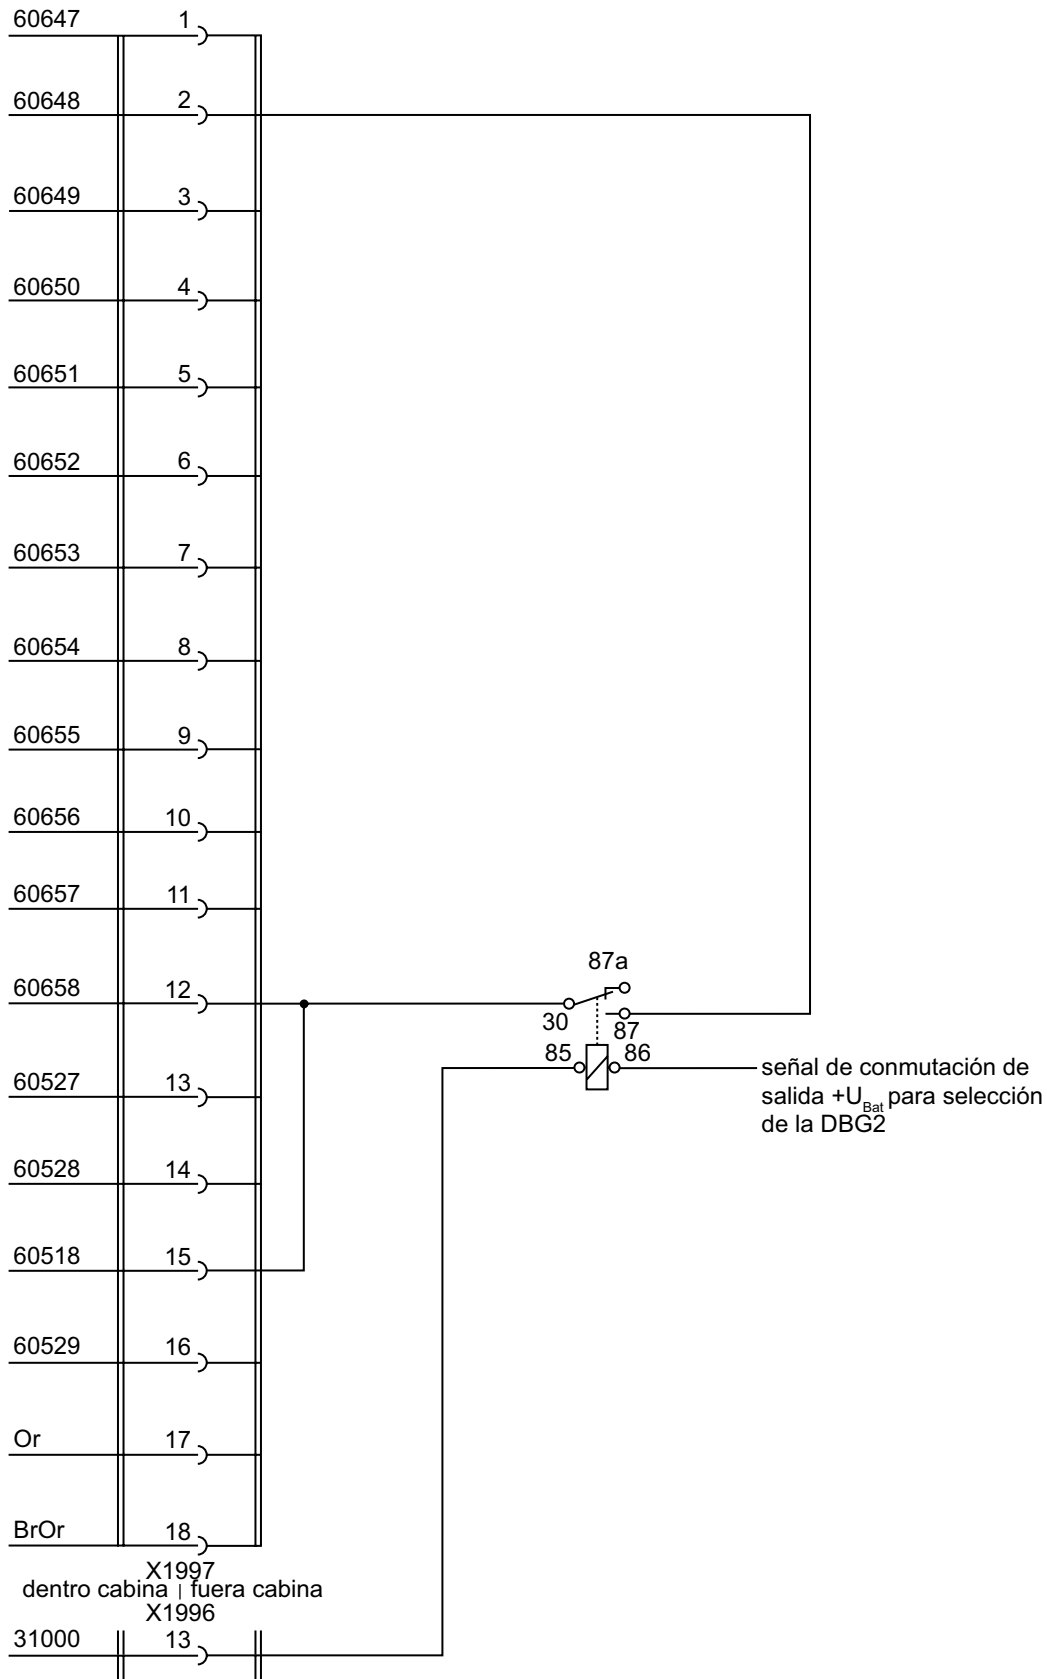 60647 1
60648 2
60649 3
60650 4
60651 5
60652 6
60653 7
60654 8
60655 9
60656 10
60657 11
87a
60658 12
30
87
85
86
señal de conmutación de
salida +UBat para selección
de la DBG2
60527 13
60528 14
60518 15
60529 16
Or 17
BrOr 18
X1997
dentro cabina | fuera cabina
X1996
31000 13